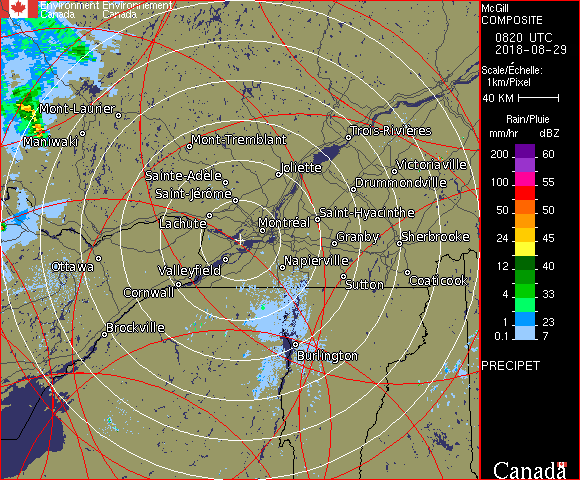 Environment Environnement
Canada Canada
McGill
COMPOSITE
0820 UTC
2018-08-29
Scale/Échelle:
1km/Pixel
40 KM
Rain/Pluie
mm/hr dBZ
200 60
150 57
100 55
50 50
24 45
12 40
4 33
1 23
0.1 7
PRECIPET
Canada
Mont-Laurier
Maniwaki
Mont-Tremblant
Trois-Rivières
Joliette
Victoriaville
Sainte-Adèle
Drummondville
Saint-Jérôme
Lachute
Saint-Hyacinthe
Montréal
Granby
Sherbrooke
Ottawa
Valleyfield
Napierville
Cornwall
Sutton
Coaticook
Brockville
Burlington